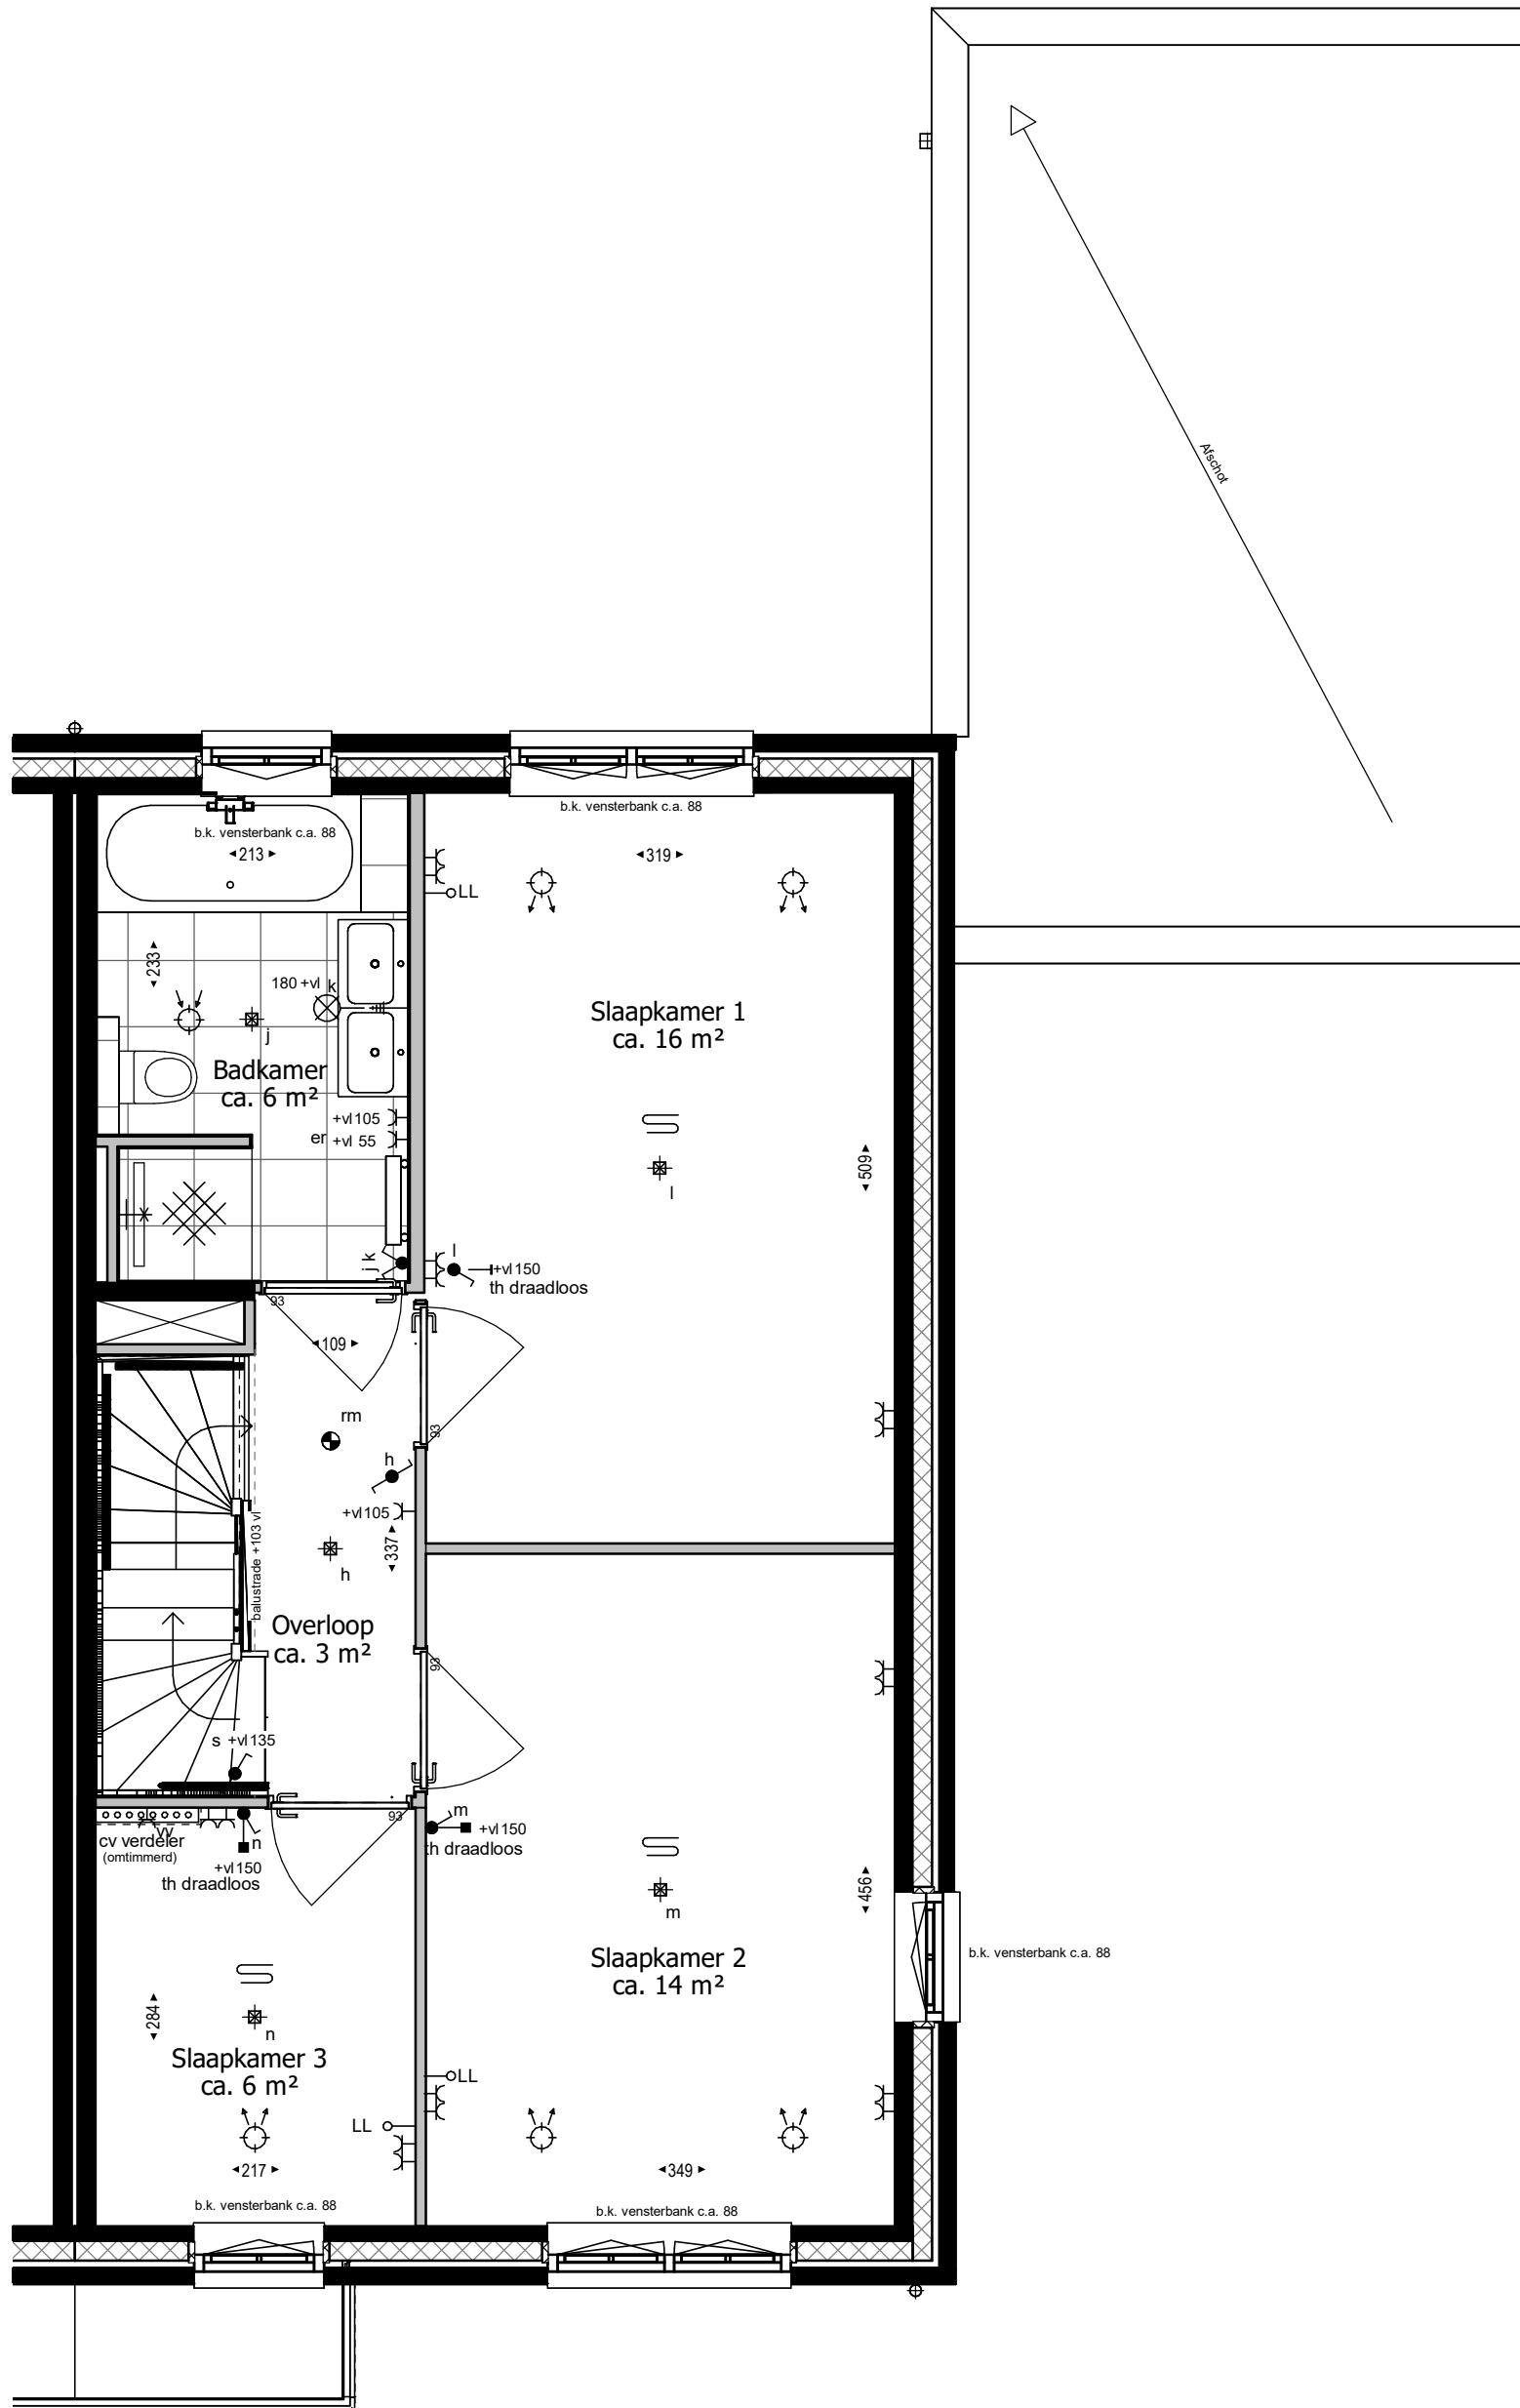 Afschot
b.k. vensterbank c.a. 88
b.k. vensterbank c.a. 88
213
319
LL
233
180 +vl
k
j
Slaapkamer 1
ca. 16 m²
Badkamer
ca. 6 m²
+vl 105
er
+vl 55
509
l
j k
l
+vl 150
th draadloos
93
109
93
rm
h
+vl 105
337
h
balustrade +103 vl
Overloop
ca. 3 m²
93
s
+vl 135
93
m
+vl 150
th draadloos
vv
cv verdeler
(omtimmerd)
n
+vl 150
th draadloos
456
m
Slaapkamer 2
ca. 14 m²
b.k. vensterbank c.a. 88
284
n
Slaapkamer 3
ca. 6 m²
LL
LL
217
349
b.k. vensterbank c.a. 88
b.k. vensterbank c.a. 88